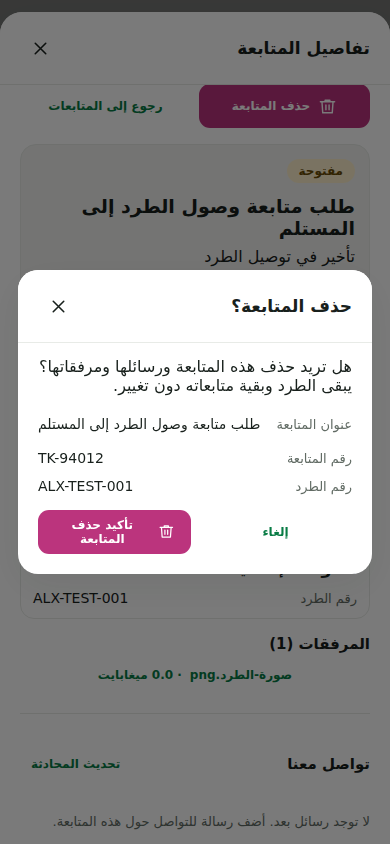 تفاصيل المتابعة
حذف المتابعة
رجوع إلى المتابعات
مفتوحة
طلب متابعة وصول الطرد إلى
المستلم
تأخير في توصيل الطرد
حذف المتابعة؟
هل تريد حذف هذه المتابعة ورسائلها ومرفقاتها؟
يبقى الطرد وبقية متابعاته دون تغيير.
عنوان المتابعة طلب متابعة وصول الطرد إلى المستلم
رقم المتابعة TK-94012
رقم الطرد ALX-TEST-001
تأكيد حذف
المتابعة
إلغاء
رقم الطرد ALX-TEST-001
المرفقات (1)
صورة-الطرد.png · 0.0 ميغابايت
تواصل معنا
تحديث المحادثة
لا توجد رسائل بعد. أضف رسالة للتواصل حول هذه المتابعة.